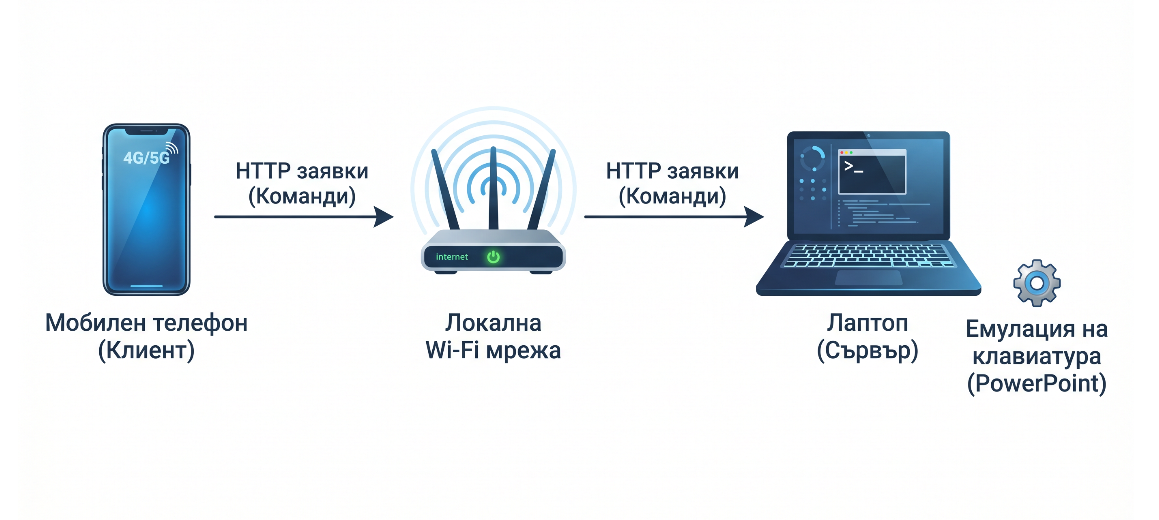 4G/5G
HTTP заявки
(Команди)
internet
HTTP заявки
(Команди)
>_
Мобилен телефон
(Клиент)
Локална
Wi-Fi мрежа
Лаптоп
(Сървър)
Емулация на
клавиатура
(PowerPoint)